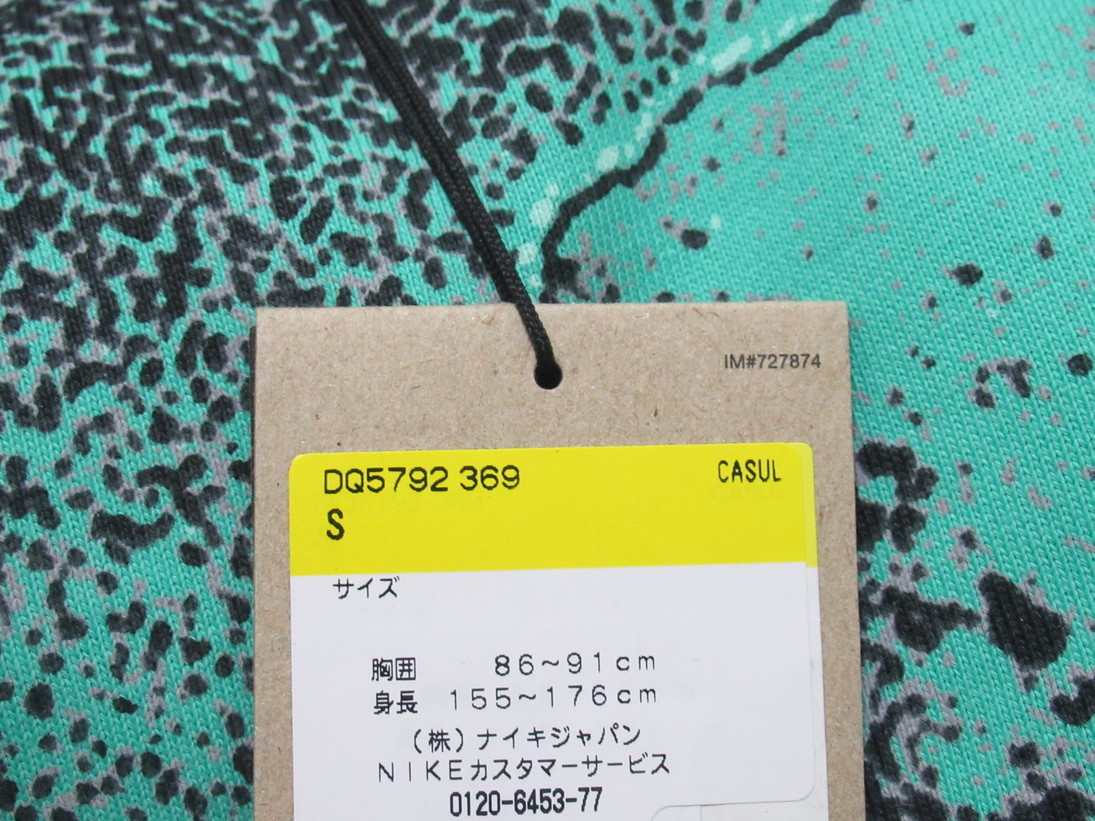 IM#727874
DQ5792 369 CASUL
S
サイズ
胸囲 86~91cm
身長 155~176cm
(株)ナイキジャパン
NIKEカスタマーサービス
0120-6453-77